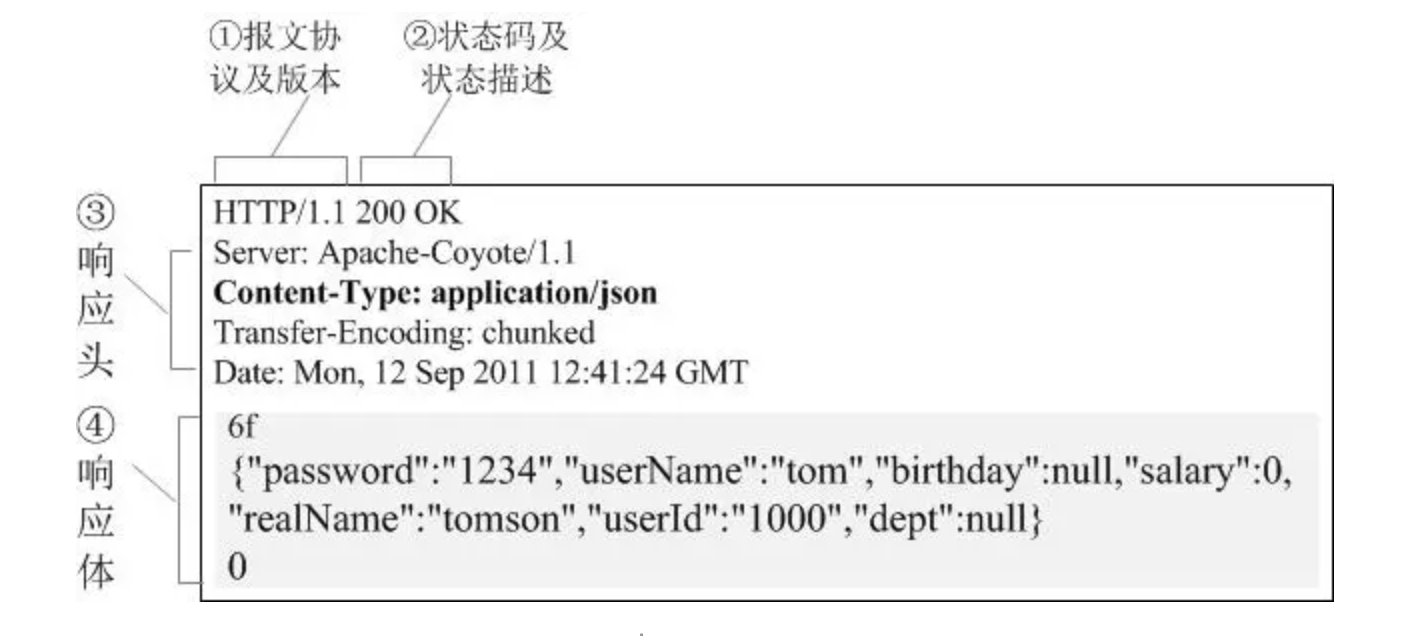 ①报文协
议及版本
②状态码及
状态描述
③
响
应
头
HTTP/1.1 200 OK
Server: Apache-Coyote/1.1
Content-Type: application/json
Transfer-Encoding: chunked
Date: Mon, 12 Sep 2011 12:41:24 GMT
④
响
应
体
6f
{"password":"1234","userName":"tom","birthday":null,"salary":0,
"realName":"tomson","userId":"1000","dept":null}
0